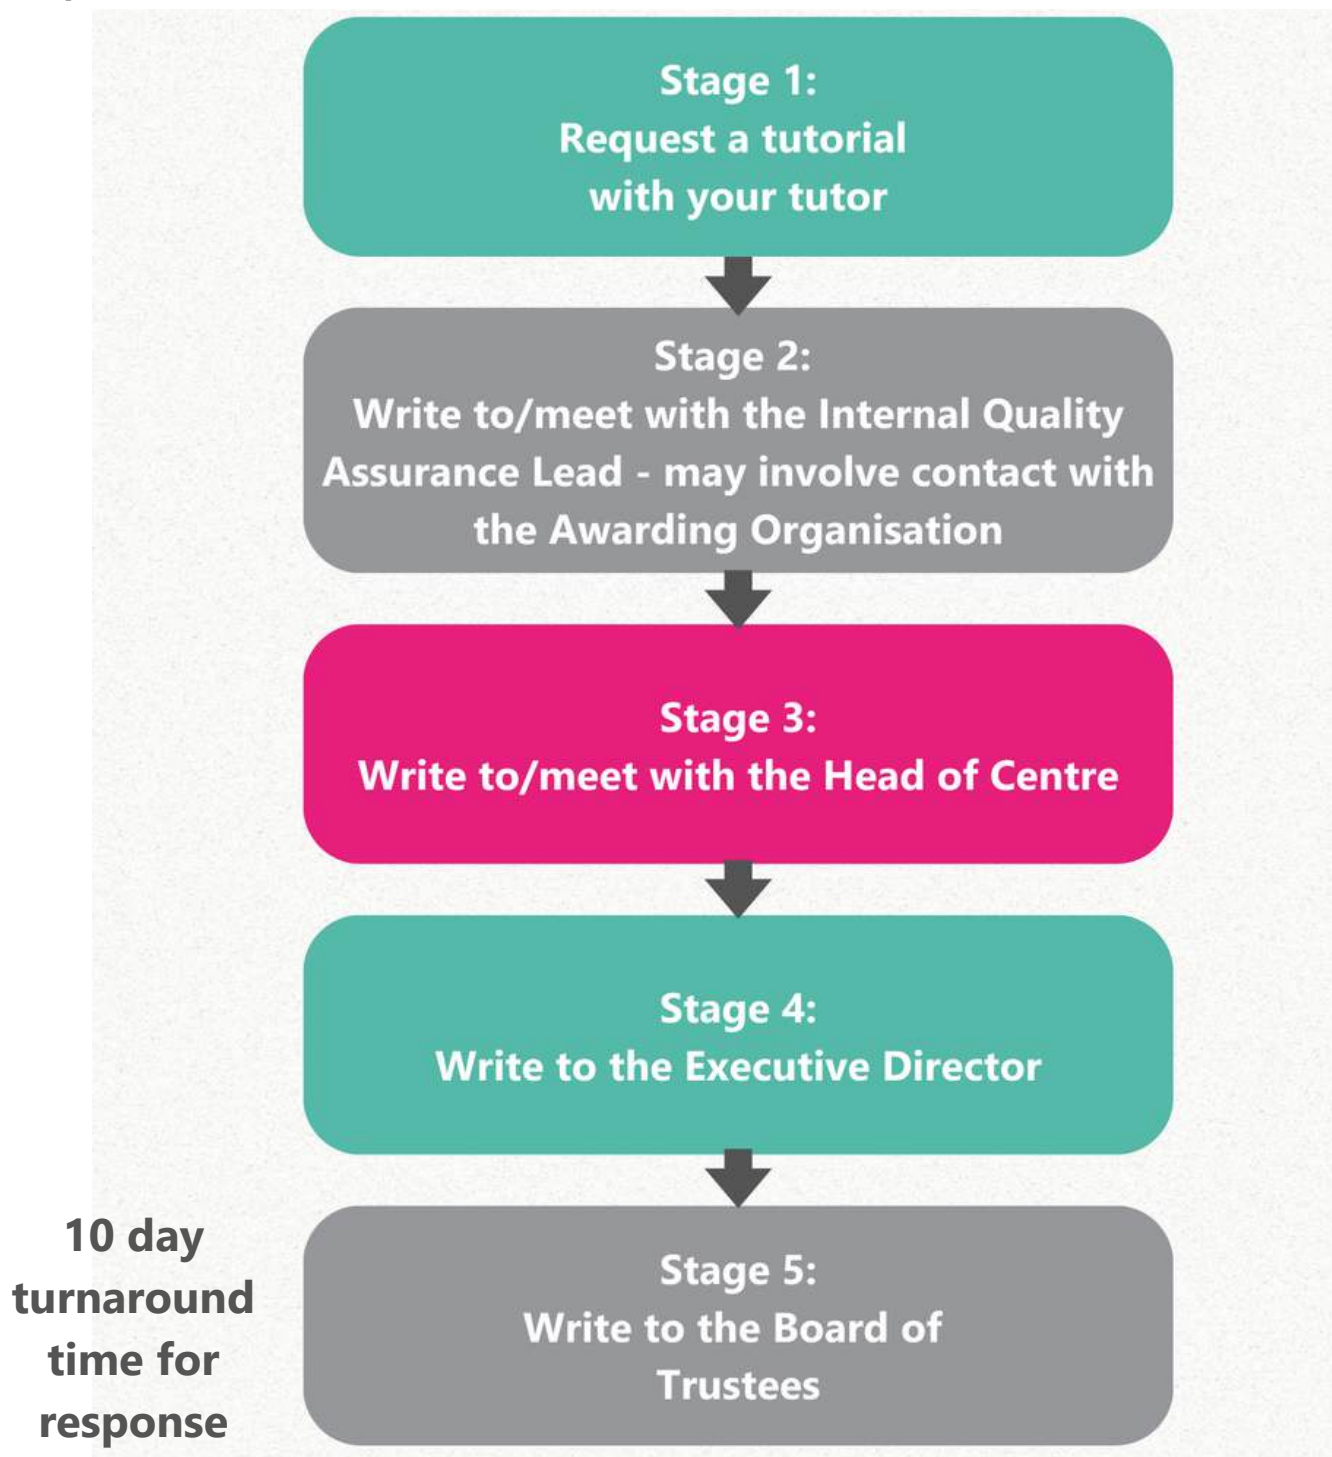 Stage 1:
Request a tutorial
with your tutor
Stage 2:
Write to/meet with the Internal Quality
Assurance Lead - may involve contact with
the Awarding Organisation
Stage 3:
Write to/meet with the Head of Centre
Stage 4:
Write to the Executive Director
10 day
turnaround
time for
response
Stage 5:
Write to the Board of
Trustees